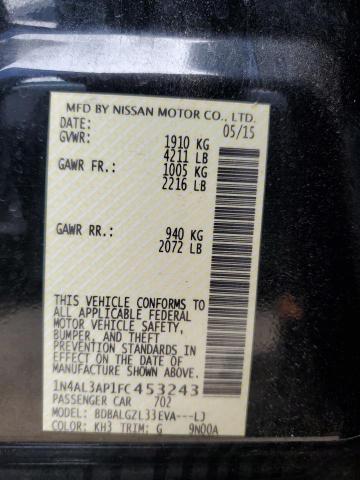 MFD BY NISSAN MOTOR CO., LTD.
DATE: 05/15
GVWR: 1910 KG
4211 LB
GAWR FR.: 1005 KG
2216 LB
GAWR RR.: 940 KG
2072 LB
THIS VEHICLE CONFORMS TO
ALL APPLICABLE FEDERAL
MOTOR VEHICLE SAFETY,
BUMPER, AND THEFT
PREVENTION STANDARDS IN
EFFECT ON THE DATE OF
MANUFACTURE SHOWN ABOVE.
1N4AL3AP1FC453243
PASSENGER CAR 702
MODEL: BDBALGZL33EVA---LJ
COLOR: KH3 TRIM: G 9N00A